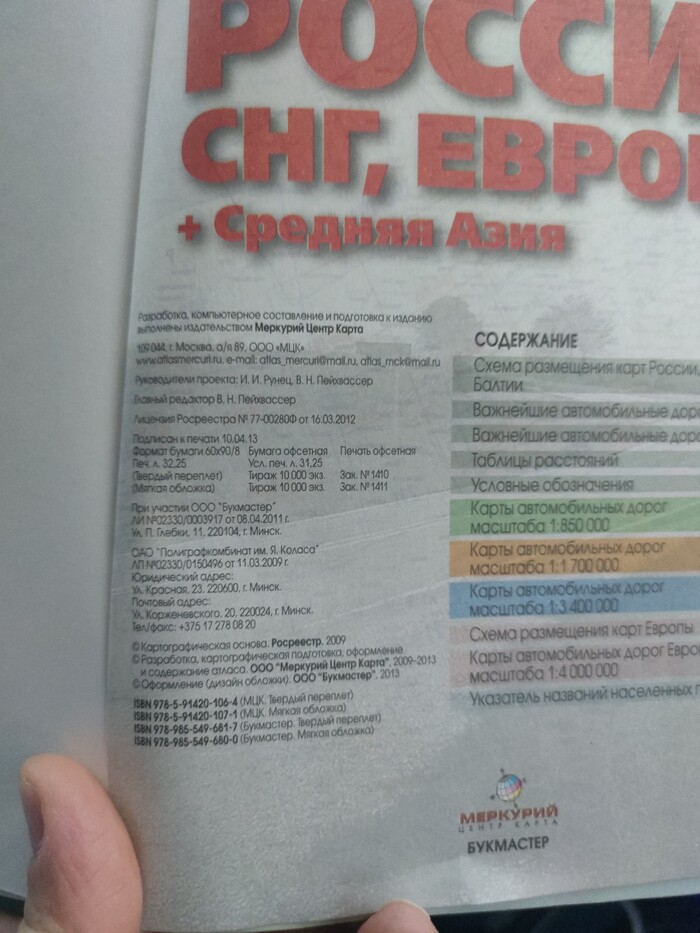 РОССИ
СНГ, ЕВРО
+ Средняя Азия
Разработка, компьютерное составление и подготовка к изданию
выполнены издательством Меркурий Центр Карта
109 044, г. Москва, а/я 89, ООО «МЦК»
www.atlasmercuri.ru, e-mail: atlas_mercuri@mail.ru, atlas_mck@mail.ru
Руководители проекта: И. И. Рунец, В. Н. Пейхвассер
Главный редактор В. Н. Пейхвассер
Лицензия Росреестра № 77-00280Ф от 16.03.2012
Подписан к печати 10.04.13
Формат бумаги 60х90/8 Бумага офсетная Печать офсетная
Печ. л. 32,25 Усл. печ. л. 31,25
(Твердый переплет) Тираж 10 000 экз. Зак. № 1410
(Мягкая обложка) Тираж 10 000 экз. Зак. № 1411
При участии ООО "Букмастер"
ЛИ №02330/0003917 от 08.04.2011 г.
Ул. П. Глебки, 11, 220104, г. Минск.
ОАО "Полиграфкомбинат им. Я. Коласа"
ЛП №02330/0150496 от 11.03.2009 г.
Юридический адрес:
Ул. Красная, 23, 220600, г. Минск.
Почтовый адрес:
Ул. Корженевского, 20, 220024, г. Минск.
Тел/факс: +375 17 278 08 20
© Картографическая основа. Росреестр, 2009
© Разработка, картографическая подготовка, оформление
и содержание атласа. ООО "Меркурий Центр Карта", 2009–2013
© Оформление (дизайн обложки). ООО "Букмастер", 2013
ISBN 978-5-91420-106-4 (МЦК. Твердый переплет)
ISBN 978-5-91420-107-1 (МЦК. Мягкая обложка)
ISBN 978-985-549-681-7 (Букмастер. Твердый переплет)
ISBN 978-985-549-680-0 (Букмастер. Мягкая обложка)
СОДЕРЖАНИЕ
Схема размещения карт России,
Балтии
Важнейшие автомобильные доро
Важнейшие автомобильные доро
Таблицы расстояний
Условные обозначения
Карты автомобильных дорог
масштаба 1:850 000
Карты автомобильных дорог
масштаба 1:1 700 000
Карты автомобильных дорог
масштаба 1:3 400 000
Схема размещения карт Европы
Карты автомобильных дорог Евро
масштаба 1:4 000 000
Указатель названий населенных п
МЕРКУРИЙ
ЦЕНТР КАРТА
БУКМАСТЕР